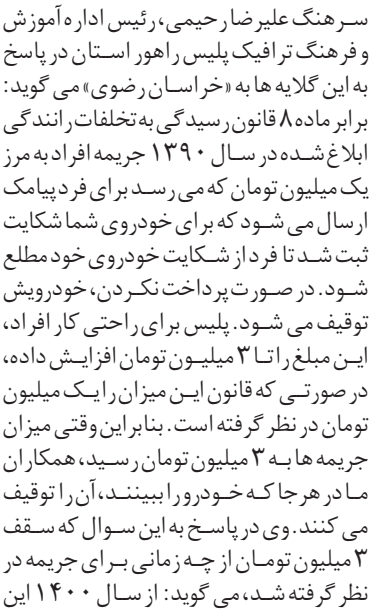 سرهنگ علیرضا رحیمی، رئیس اداره آموزش
و فرهنگ ترافیک پلیس راهور استان در پاسخ
به این گلایه ها به «خراسان رضوی» می گوید:
برابر ماده ۸ قانون رسیدگی به تخلفات رانندگی
ابلاغ شده در سال ۱۳۹۰ جریمه افراد به مرز
یک میلیون تومان که می رسد برای فرد پیامک
ارسال می شود که برای خودروی شما شکایت
ثبت شد تا فرد از شکایت خودروی خود مطلع
شود. در صورت پرداخت نکردن، خودرویش
توقیف می شود. پلیس برای راحتی کار افراد،
این مبلغ را تا ۳ میلیون تومان افزایش داده،
در صورتی که قانون این میزان را یک میلیون
تومان در نظر گرفته است. بنابراین وقتی میزان
جریمه ها به ۳ میلیون تومان رسید، همکاران
ما در هر جا که خودرو را ببینند، آن را توقیف
می کنند. وی در پاسخ به این سوال که سقف
۳ میلیون تومان از چه زمانی برای جریمه در
نظر گرفته شد، می گوید: از سال ۱۴۰۰ این